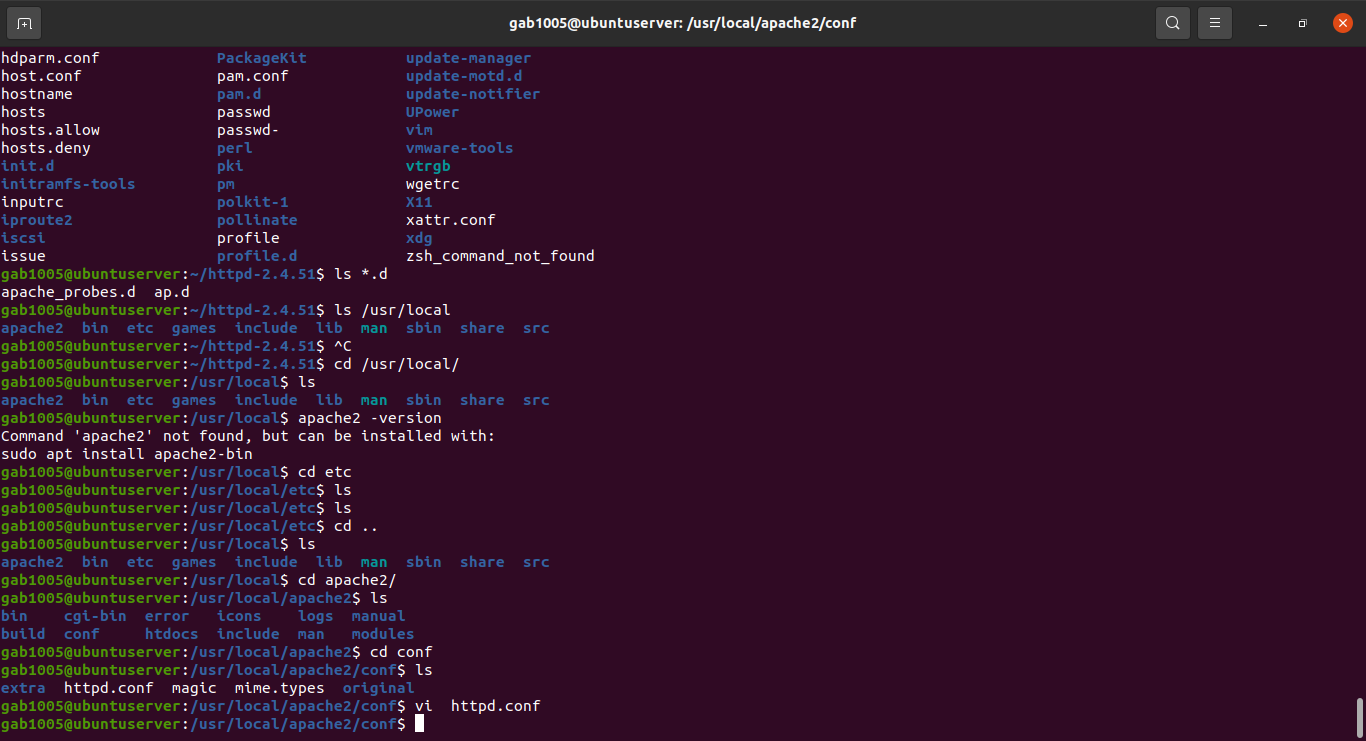 gab1005@ubuntuserver: /usr/local/apache2/conf
hdparm.conf             PackageKit           update-manager
host.conf               pam.conf             update-motd.d
hostname                pam.d                update-notifier
hosts                   passwd               UPower
hosts.allow             passwd-              vim
hosts.deny              perl                 vmware-tools
init.d                  pki                  vtrgb
initramfs-tools         pm                   wgetrc
inputrc                 polkit-1             X11
iproute2                pollinate            xattr.conf
iscsi                   profile              xdg
issue                   profile.d            zsh_command_not_found
gab1005@ubuntuserver:~/httpd-2.4.51$ ls *.d
apache_probes.d  ap.d
gab1005@ubuntuserver:~/httpd-2.4.51$ ls /usr/local
apache2  bin  etc  games  include  lib  man  sbin  share  src
gab1005@ubuntuserver:~/httpd-2.4.51$ ^C
gab1005@ubuntuserver:~/httpd-2.4.51$ cd /usr/local/
gab1005@ubuntuserver:/usr/local$ ls
apache2  bin  etc  games  include  lib  man  sbin  share  src
gab1005@ubuntuserver:/usr/local$ apache2 -version
Command 'apache2' not found, but can be installed with:
sudo apt install apache2-bin
gab1005@ubuntuserver:/usr/local$ cd etc
gab1005@ubuntuserver:/usr/local/etc$ ls
gab1005@ubuntuserver:/usr/local/etc$ ls
gab1005@ubuntuserver:/usr/local/etc$ cd ..
gab1005@ubuntuserver:/usr/local$ ls
apache2  bin  etc  games  include  lib  man  sbin  share  src
gab1005@ubuntuserver:/usr/local$ cd apache2/
gab1005@ubuntuserver:/usr/local/apache2$ ls
bin    cgi-bin  error   icons    logs  manual
build  conf     htdocs  include  man   modules
gab1005@ubuntuserver:/usr/local/apache2$ cd conf
gab1005@ubuntuserver:/usr/local/apache2/conf$ ls
extra  httpd.conf  magic  mime.types  original
gab1005@ubuntuserver:/usr/local/apache2/conf$ vi  httpd.conf
gab1005@ubuntuserver:/usr/local/apache2/conf$